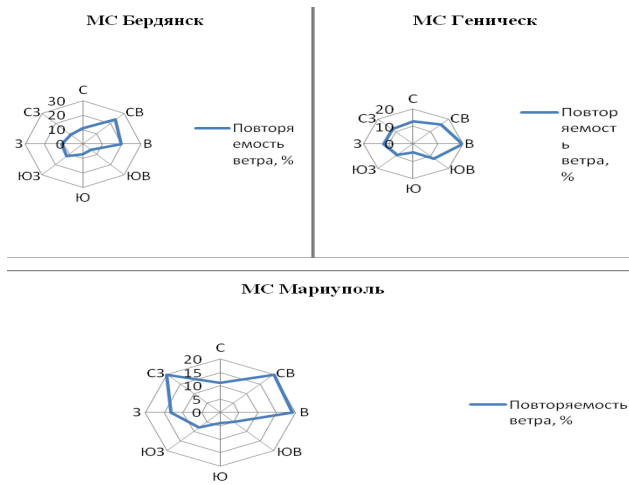 МС Бердянск
С
СВ
В
ЮВ
Ю
ЮЗ
З
СЗ
30
20
10
0
Повторя
емость
ветра, %
МС Геническ
С
СВ
В
ЮВ
Ю
ЮЗ
З
СЗ
20
10
0
Повтор
яемост
ь
ветра,
%
МС Мариуполь
С
СВ
В
ЮВ
Ю
ЮЗ
З
СЗ
20
15
10
5
0
Повторяемость
ветра, %